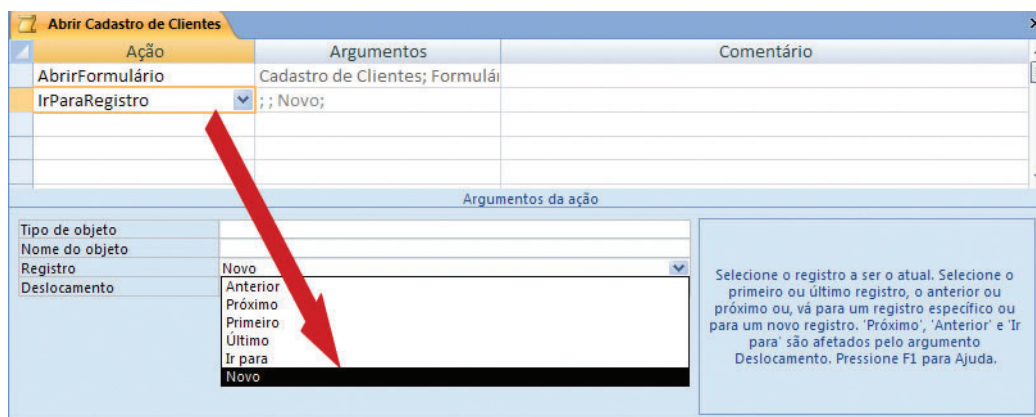 Abrir Cadastro de Clientes
Ação Argumentos Comentário
AbrirFormulário Cadastro de Clientes; Formulá
IrParaRegistro ; ; Novo;
Argumentos da ação
Tipo de objeto
Nome do objeto
Registro Novo
Deslocamento
Anterior
Próximo
Primeiro
Último
Ir para
Novo
Selecione o registro a ser o atual. Selecione o
primeiro ou último registro, o anterior ou
próximo ou, vá para um registro específico ou
para um novo registro. 'Próximo', 'Anterior' e 'Ir
para' são afetados pelo argumento
Deslocamento. Pressione F1 para Ajuda.